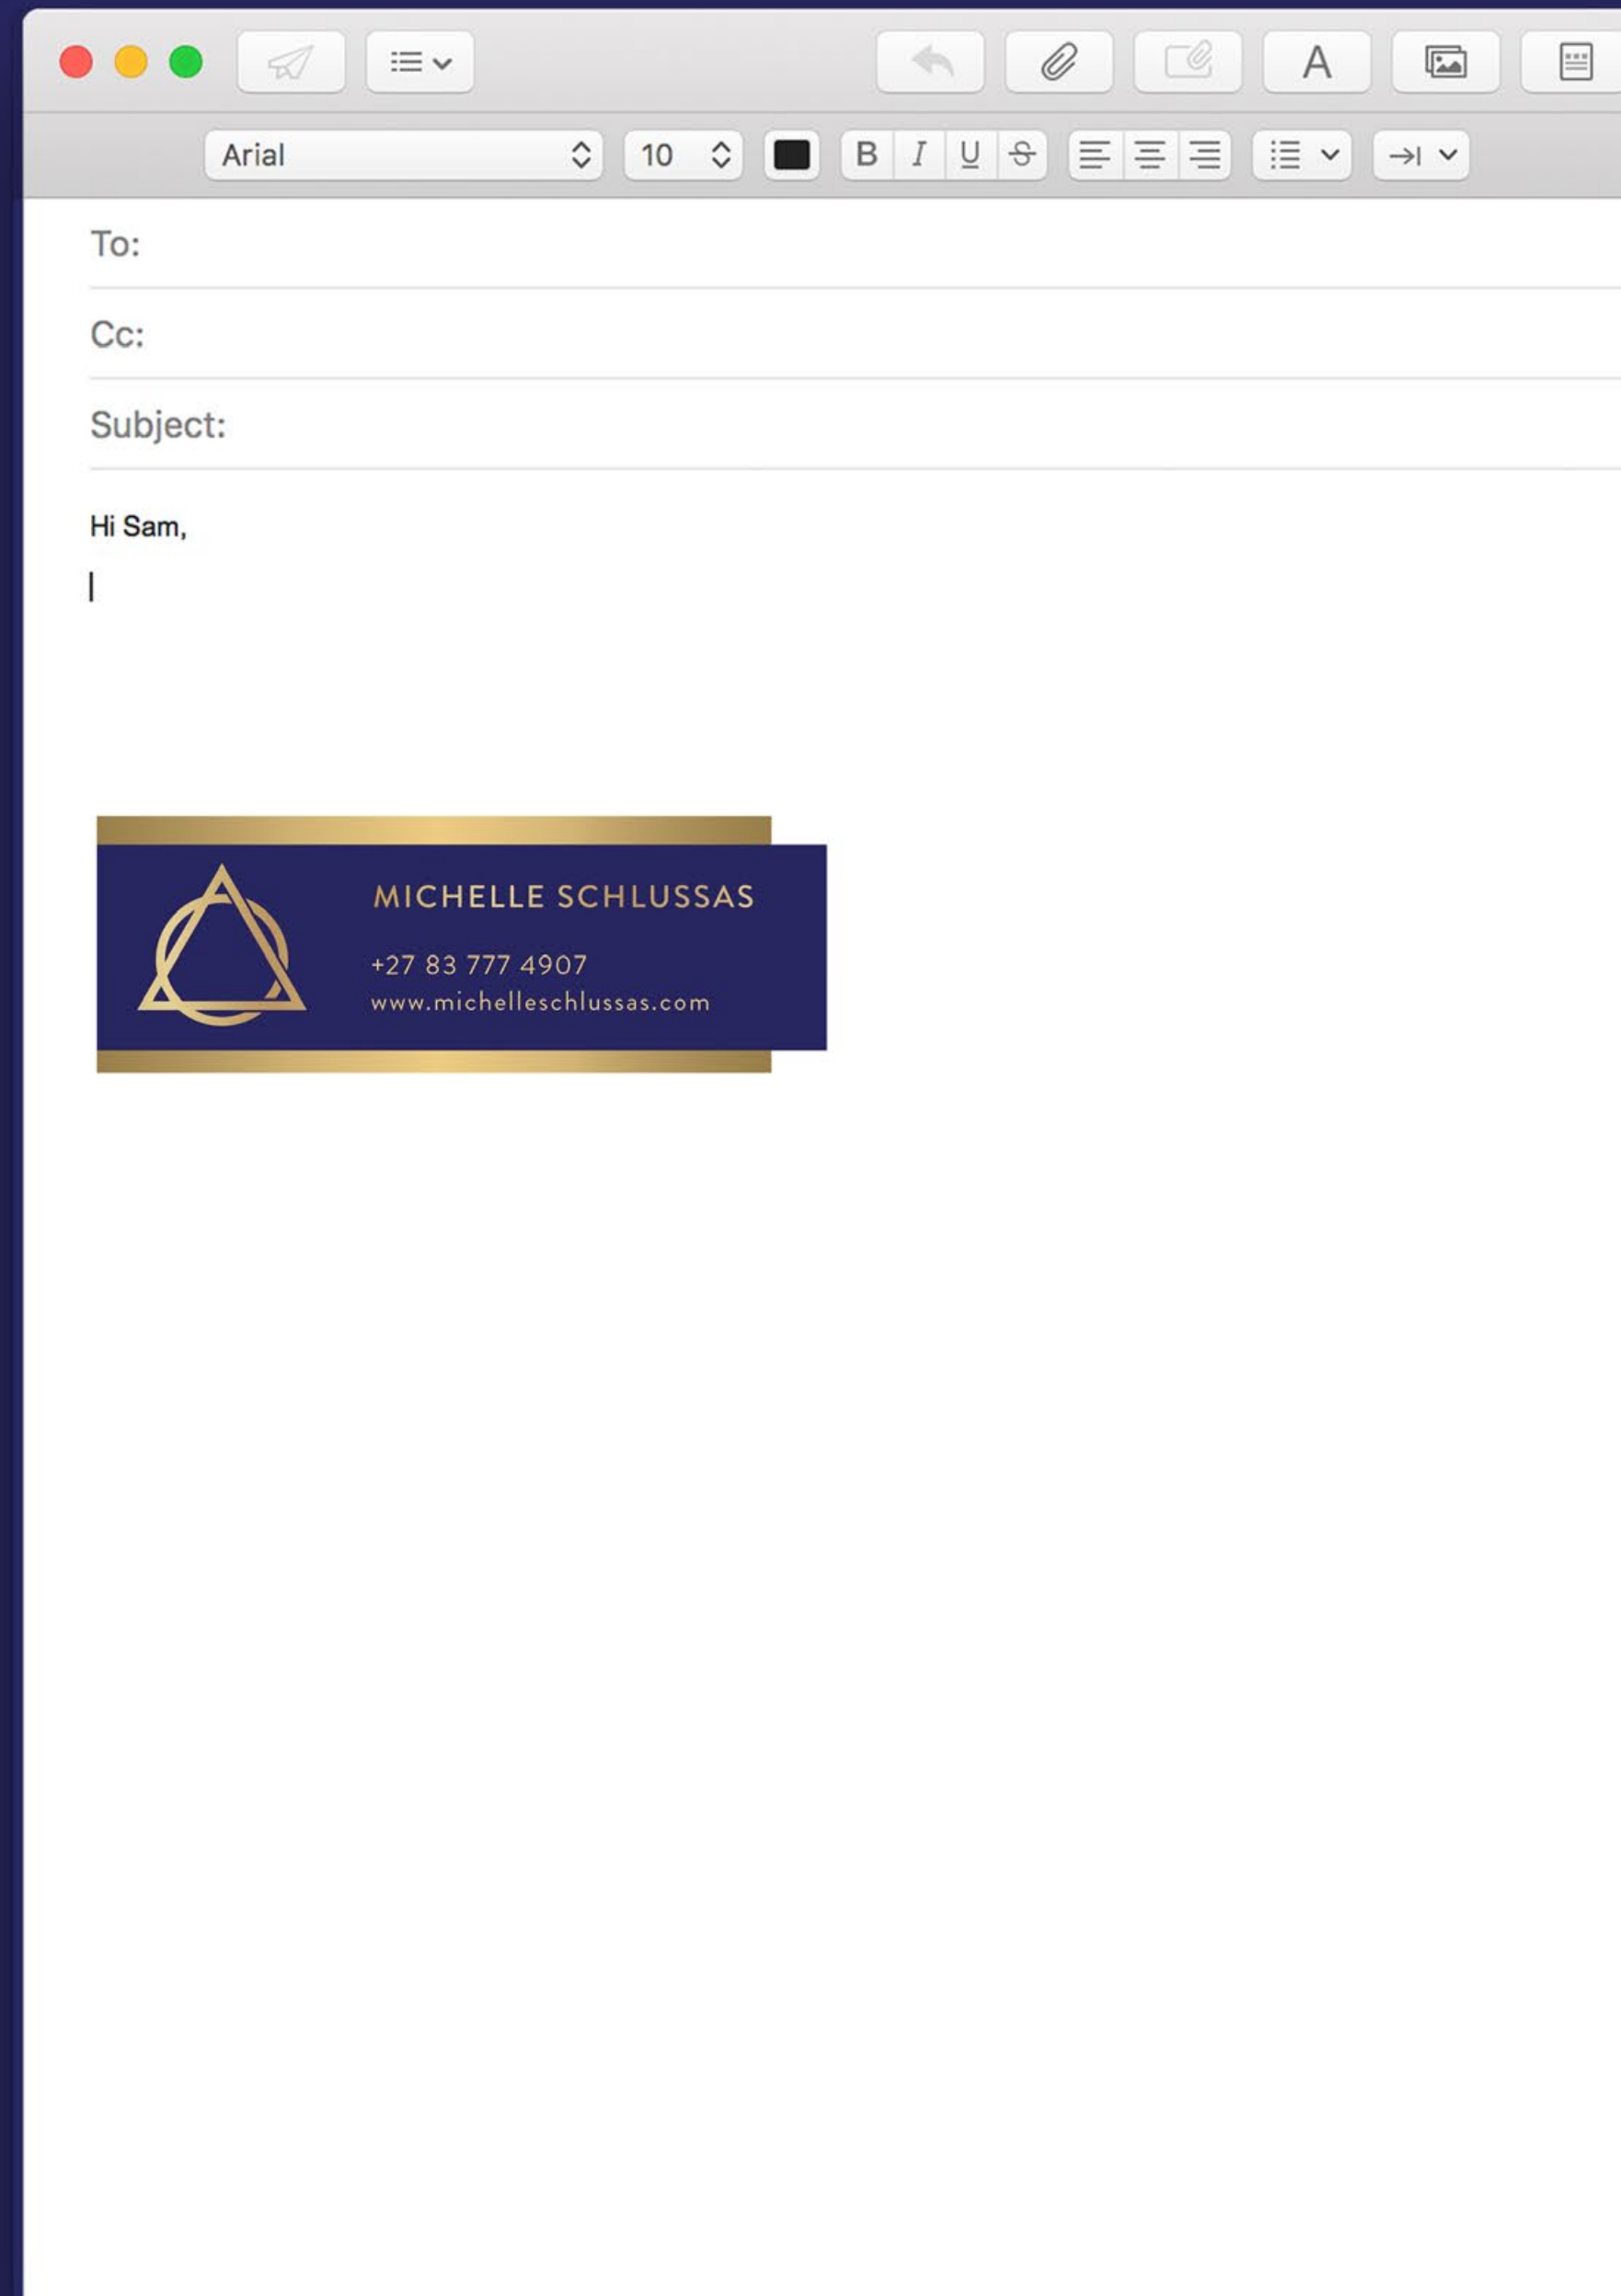 Arial
10
B I U S
A
To:
Cc:
Subject:
Hi Sam,
MICHELLE SCHLUSSAS
+27 83 777 4907
www.michelleschlussas.com